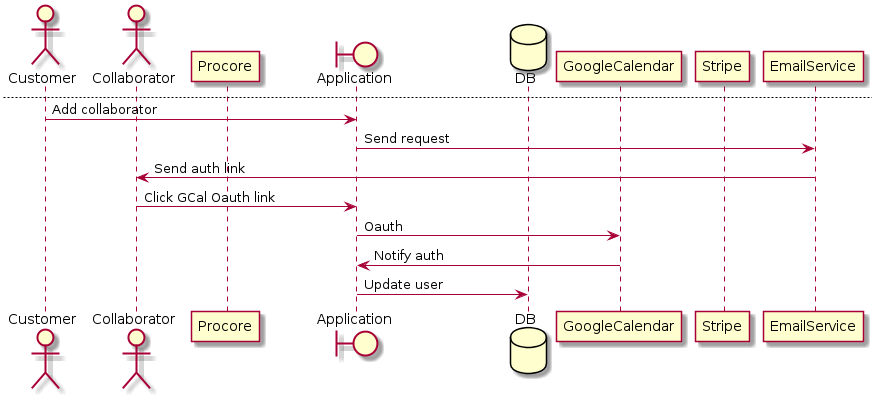 Customer
Collaborator
Procore
Application
DB
GoogleCalendar
Stripe
EmailService
Add collaborator
Send request
Send auth link
Click GCal Oauth link
Oauth
Notify auth
Update user
Customer
Collaborator
Procore
Application
DB
GoogleCalendar
Stripe
EmailService